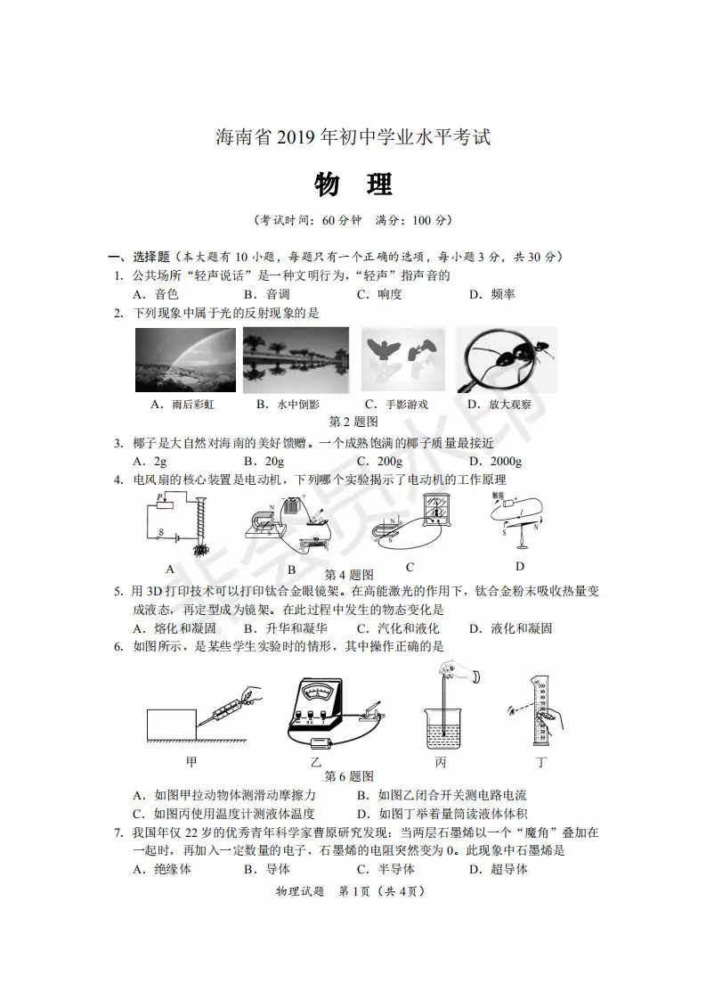 海南省 2019 年初中学业水平考试
物 理
（考试时间：60 分钟 满分：100 分）
一、选择题（本大题有 10 小题，每题只有一个正确的选项，每小题 3 分，共 30 分）
1．公共场所“轻声说话”是一种文明行为，“轻声”指声音的
A．音色 B．音调 C．响度 D．频率
2．下列现象中属于光的反射现象的是
A．雨后彩虹 B．水中倒影 C．手影游戏 D．放大观察
第 2 题图
3．椰子是大自然对海南的美好馈赠。一个成熟饱满的椰子质量最接近
A．2g B．20g C．200g D．2000g
4．电风扇的核心装置是电动机，下列哪个实验揭示了电动机的工作原理
P S
N − +
N S
触接 + S N
A B C D
第 4 题图
5．用 3D 打印技术可以打印钛合金眼镜架。在高能激光的作用下，钛合金粉末吸收热量变
成液态，再定型成为镜架。在此过程中发生的物态变化是
A．熔化和凝固 B．升华和凝华 C．汽化和液化 D．液化和凝固
6．如图所示，是某些学生实验时的情形，其中操作正确的是
A − 0.6 3
100 90 80 70 60
甲 乙 丙 丁
第 6 题图
A．如图甲拉动物体测滑动摩擦力 B．如图乙闭合开关测电路电流
C．如图丙使用温度计测液体温度 D．如图丁举着量筒读液体体积
7．我国年仅 22 岁的优秀青年科学家曹原研究发现：当两层石墨烯以一个“魔角”叠加在
一起时，再加入一定数量的电子，石墨烯的电阻突然变为 0。此现象中石墨烯是
A．绝缘体 B．导体 C．半导体 D．超导体
物理试题 第 1页（共 4页）
非会员水印